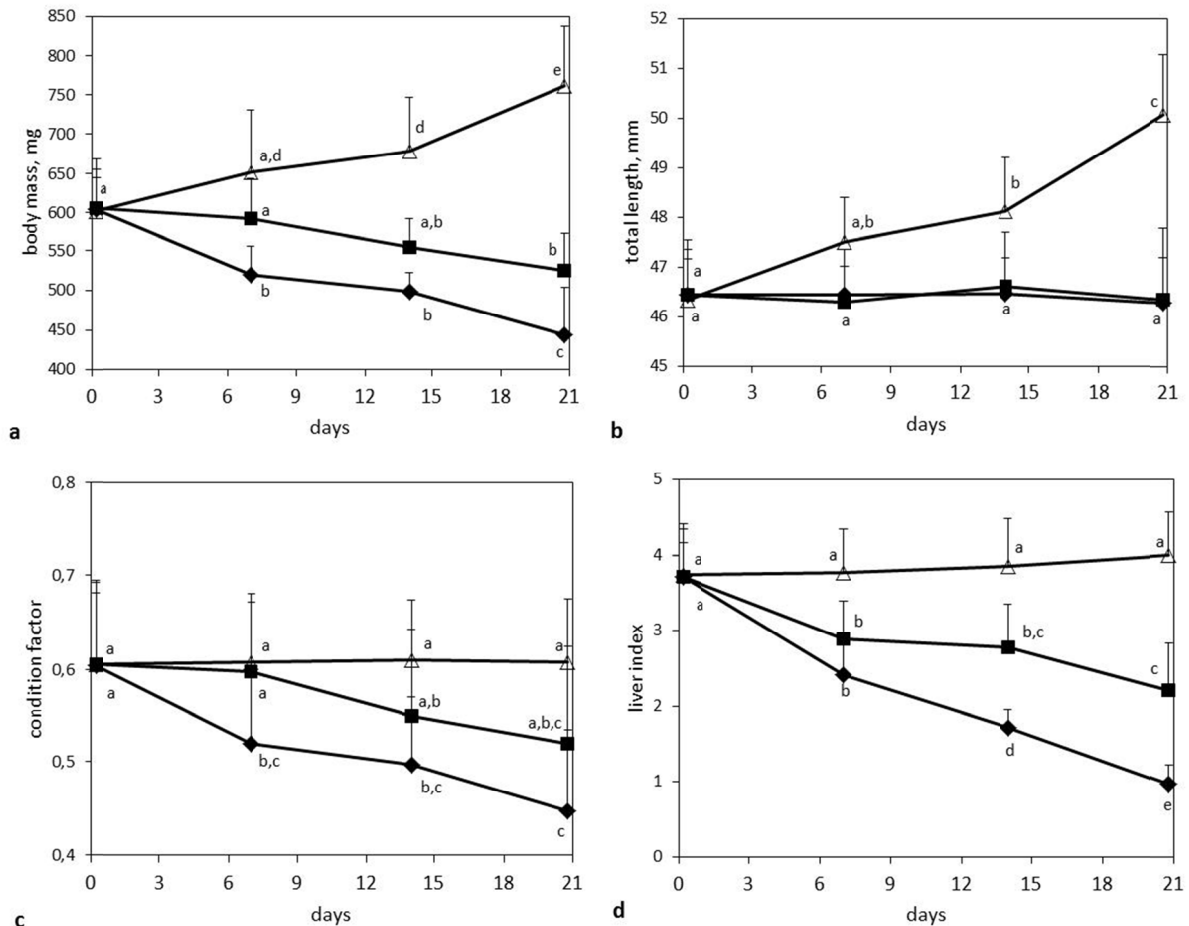 850
800
750
700
650
600
550
500
450
400
body mass, mg
a
a,d
d
e
a
a,b
b
b
b
c
0 3 6 9 12 15 18 21
days
a
52
51
50
49
48
47
46
45
total length, mm
a
a,b
b
c
a
a
a
a
0 3 6 9 12 15 18 21
days
b
0,8
0,7
0,6
0,5
0,4
condition factor
a
a
a
a
a
a
a,b
a,b,c
b,c
b,c
c
0 3 6 9 12 15 18 21
days
c
5
4
3
2
1
0
liver index
a
a
a
a
a
b
b,c
c
b
d
e
0 3 6 9 12 15 18 21
days
d